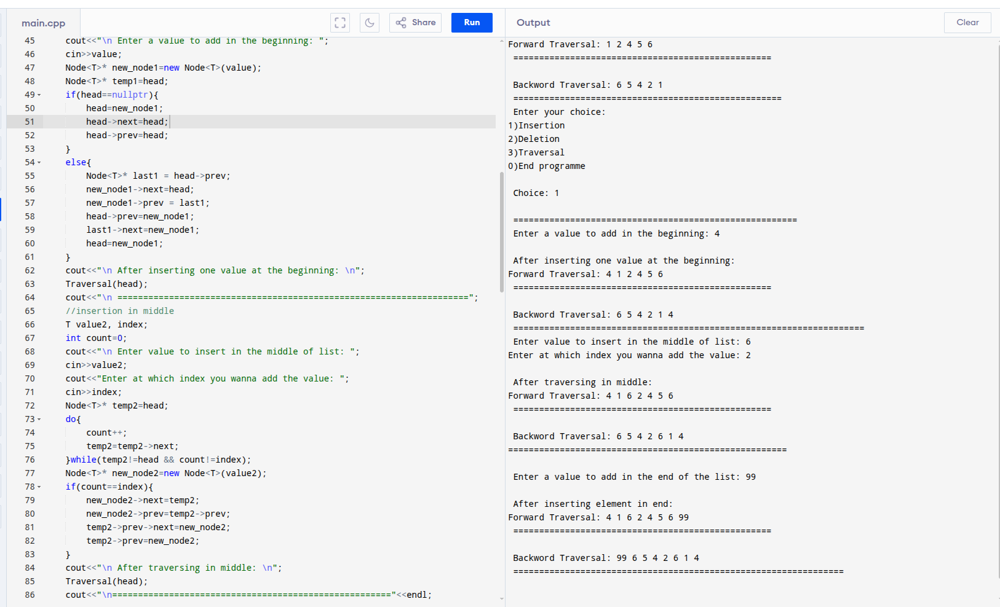 main.cpp
Share
Run
45 cout<<"\n Enter a value to add in the beginning: ";
46 cin>>value;
47 Node<T>* new_node1=new Node<T>(value);
48 Node<T>* temp1=head;
49 if(head==nullptr){
50 head=new_node1;
51 head->next=head;
52 head->prev=head;
53 }
54 else{
55 Node<T>* last1 = head->prev;
56 new_node1->next=head;
57 new_node1->prev = last1;
58 head->prev=new_node1;
59 last1->next=new_node1;
60 head=new_node1;
61 }
62 cout<<"\n After inserting one value at the beginning: \n";
63 Traversal(head);
64 cout<<"\n ====================================================================";
65 //insertion in middle
66 T value2, index;
67 int count=0;
68 cout<<"\n Enter value to insert in the middle of list: ";
69 cin>>value2;
70 cout<<"Enter at which index you wanna add the value: ";
71 cin>>index;
72 Node<T>* temp2=head;
73 do{
74 count++;
75 temp2=temp2->next;
76 }while(temp2!=head && count!=index);
77 Node<T>* new_node2=new Node<T>(value2);
78 if(count==index){
79 new_node2->next=temp2;
80 new_node2->prev=temp2->prev;
81 temp2->prev->next=new_node2;
82 temp2->prev=new_node2;
83 }
84 cout<<"\n After traversing in middle: \n";
85 Traversal(head);
86 cout<<"\n======================================================"<<endl;
Output
Clear
Forward Traversal: 1 2 4 5 6
==================================================
Backword Traversal: 6 5 4 2 1
====================================================
Enter your choice:
1)Insertion
2)Deletion
3)Traversal
0)End programme
Choice: 1
=======================================================
Enter a value to add in the beginning: 4
After inserting one value at the beginning:
Forward Traversal: 4 1 2 4 5 6
==================================================
Backword Traversal: 6 5 4 2 1 4
====================================================================
Enter value to insert in the middle of list: 6
Enter at which index you wanna add the value: 2
After traversing in middle:
Forward Traversal: 4 1 6 2 4 5 6
==================================================
Backword Traversal: 6 5 4 2 6 1 4
======================================================
Enter a value to add in the end of the list: 99
After inserting element in end:
Forward Traversal: 4 1 6 2 4 5 6 99
==================================================
Backword Traversal: 99 6 5 4 2 6 1 4
================================================================